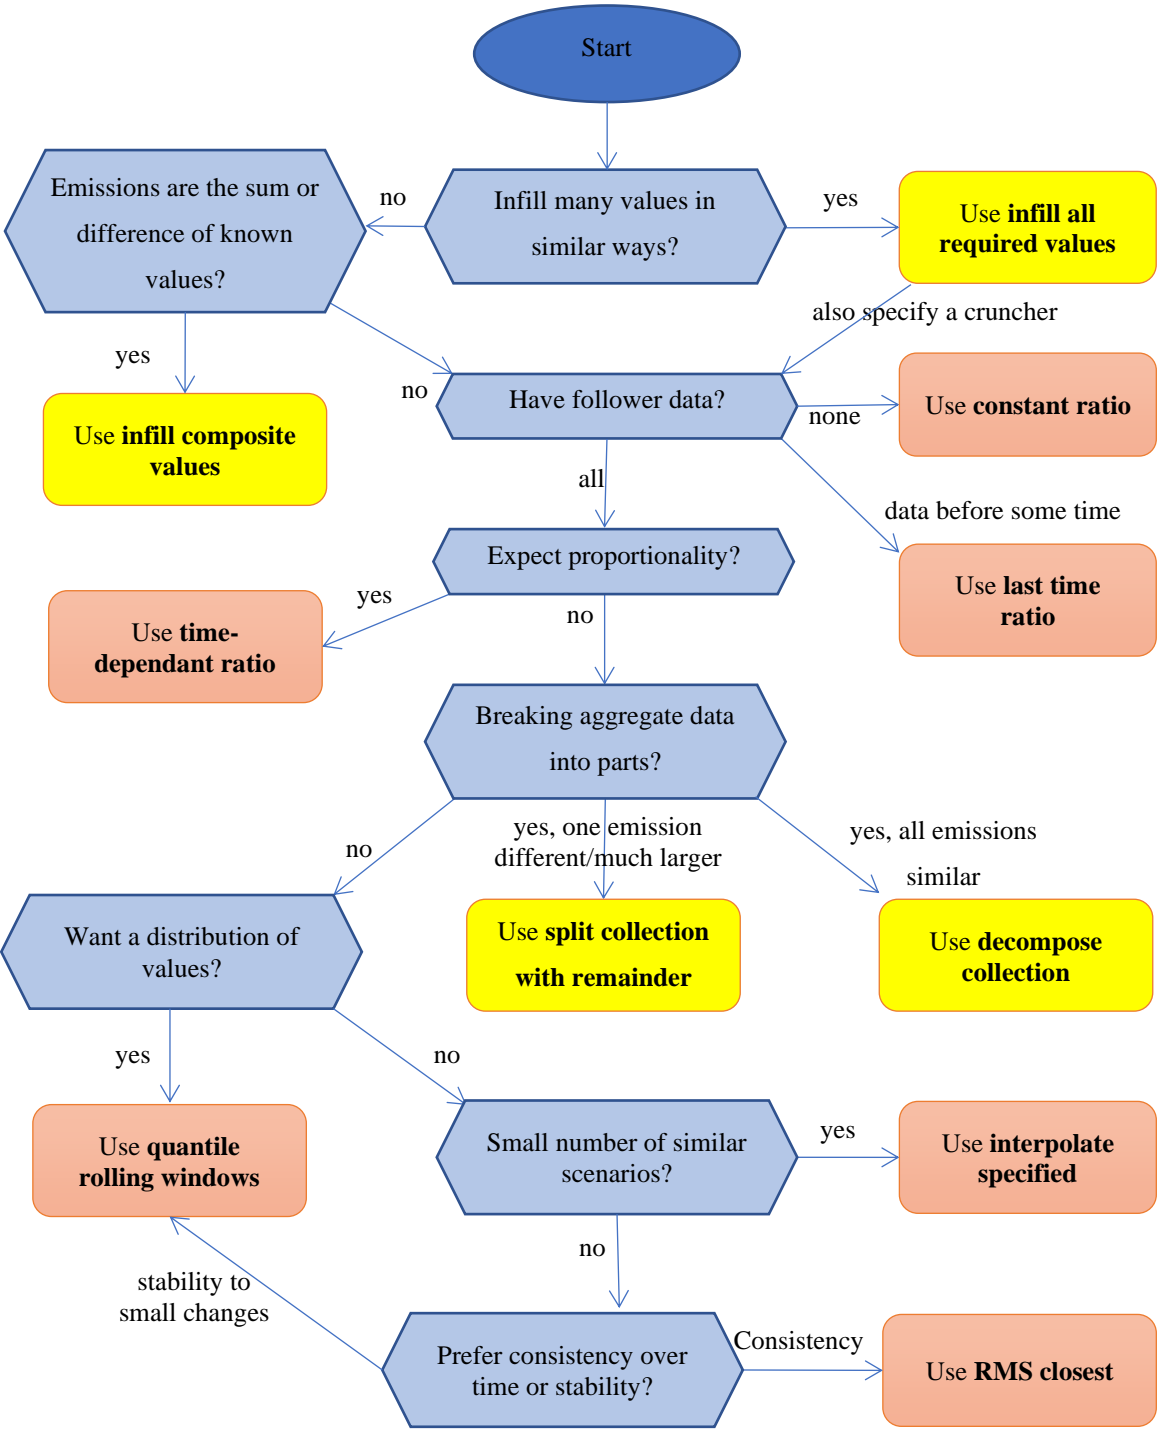 Start
Emissions are the sum or
difference of known
values?
no
Infill many values in
similar ways?
yes
Use infill all
required values
also specify a cruncher
yes
no
Have follower data?
none
Use constant ratio
Use infill composite
values
all
data before some time
Expect proportionality?
Use last time
ratio
yes
Use time-
dependant ratio
no
Breaking aggregate data
into parts?
no
yes, one emission
different/much larger
yes, all emissions
similar
Want a distribution of
values?
Use split collection
with remainder
Use decompose
collection
yes
no
Use quantile
rolling windows
Small number of similar
scenarios?
yes
Use interpolate
specified
no
stability to
small changes
Prefer consistency over
time or stability?
Consistency
Use RMS closest